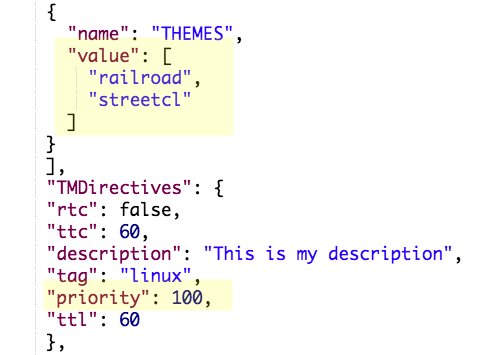 {
"name": "THEMES",
"value": [
"railroad",
"streetcl"
]
}
],
"TMDirectives": {
"rtc": false,
"ttc": 60,
"description": "This is my description",
"tag": "linux",
"priority": 100,
"ttl": 60
},